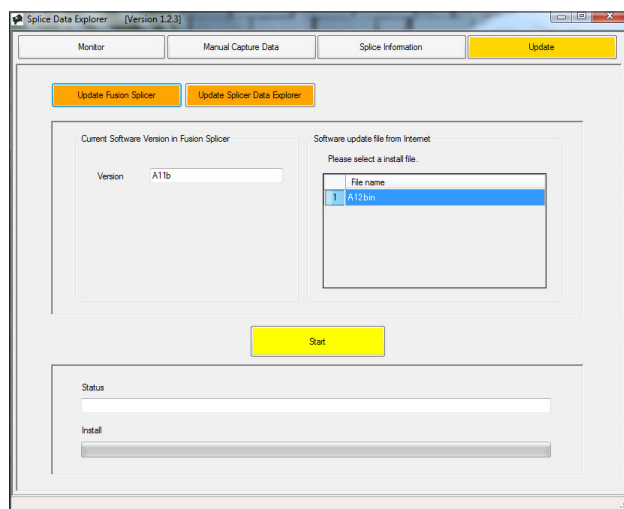 Splice Data Explorer [Version 1.2.3]
Monitor Manual Capture Data Splice Information Update
Update Fusion Splicer Update Splicer Data Explorer
Current Software Version in Fusion Splicer
Version A11b
Software update file from Internet
Please select a install file.
File name
1 A12.bin
Start
Status
Install